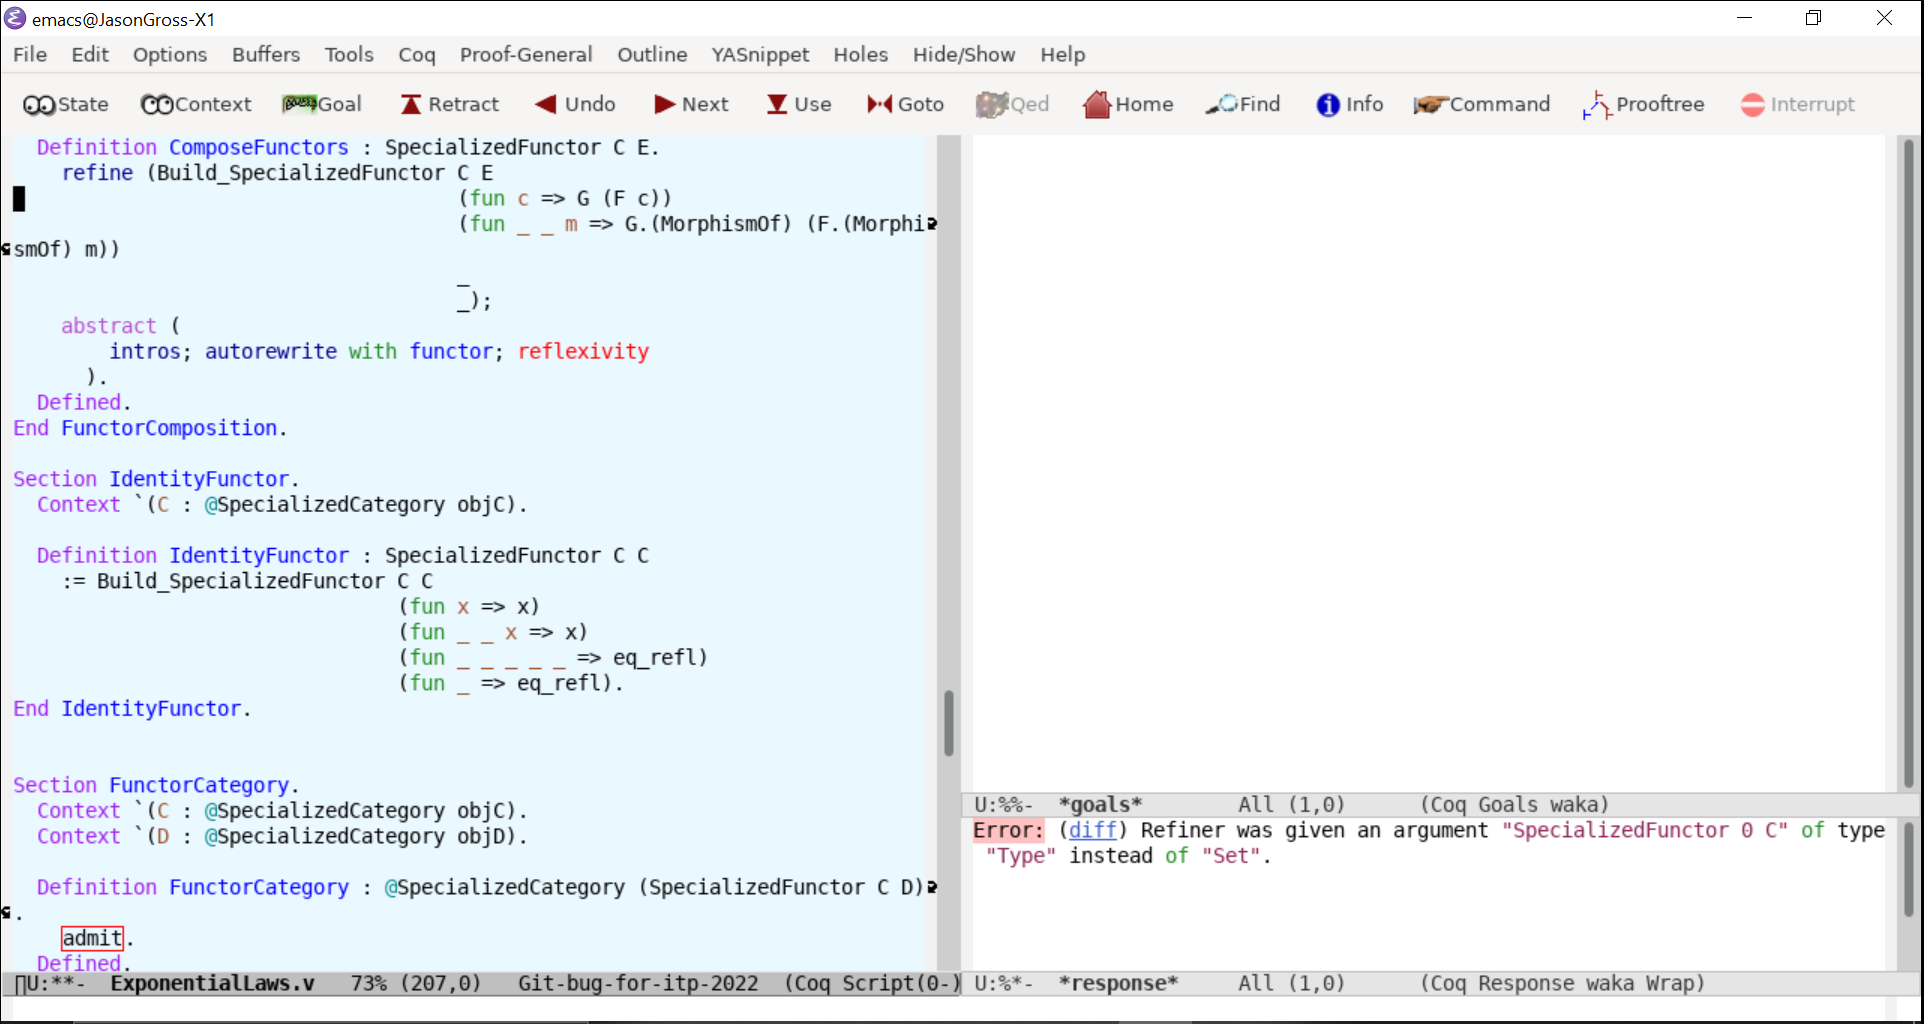 emacs@JasonGross-X1
File Edit Options Buffers Tools Coq Proof-General Outline YASnippet Holes Hide/Show Help
State Context Goal Retract Undo Next Use Goto Qed Home Find Info Command Prooftree Interrupt
  Definition ComposeFunctors : SpecializedFunctor C E.
    refine (Build_SpecializedFunctor C E
                                     (fun c => G (F c))
                                     (fun _ _ m => G.(MorphismOf) (F.(Morphi
smOf) m))
                                     _
                                     _);
    abstract (
        intros; autorewrite with functor; reflexivity
      ).
  Defined.
End FunctorComposition.

Section IdentityFunctor.
  Context `(C : @SpecializedCategory objC).

  Definition IdentityFunctor : SpecializedFunctor C C
    := Build_SpecializedFunctor C C
                                (fun x => x)
                                (fun _ _ x => x)
                                (fun _ _ _ _ _ => eq_refl)
                                (fun _ => eq_refl).
End IdentityFunctor.

Section FunctorCategory.
  Context `(C : @SpecializedCategory objC).
  Context `(D : @SpecializedCategory objD).

  Definition FunctorCategory : @SpecializedCategory (SpecializedFunctor C D)
.
    admit.
  Defined.
U:**-  ExponentialLaws.v   73% (207,0)   Git-bug-for-itp-2022  (Coq Script(0-)
U:%%-  *goals*        All (1,0)      (Coq Goals waka)
Error: (diff) Refiner was given an argument "SpecializedFunctor 0 C" of type
 "Type" instead of "Set".
U:%*-  *response*     All (1,0)      (Coq Response waka Wrap)